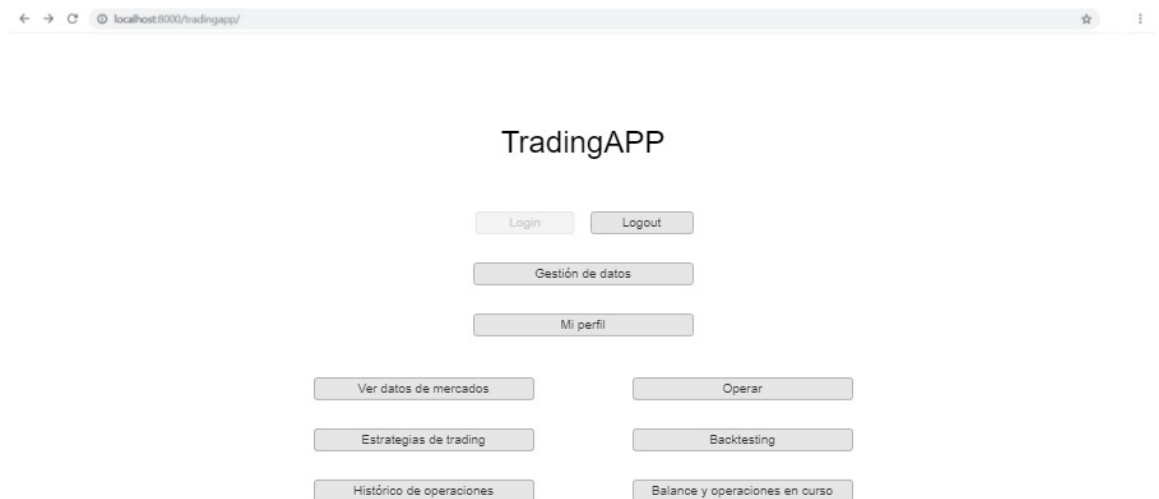 localhost:8000/tradingapp/
TradingAPP
Login Logout
Gestión de datos
Mi perfil
Ver datos de mercados Operar
Estrategias de trading Backtesting
Histórico de operaciones Balance y operaciones en curso